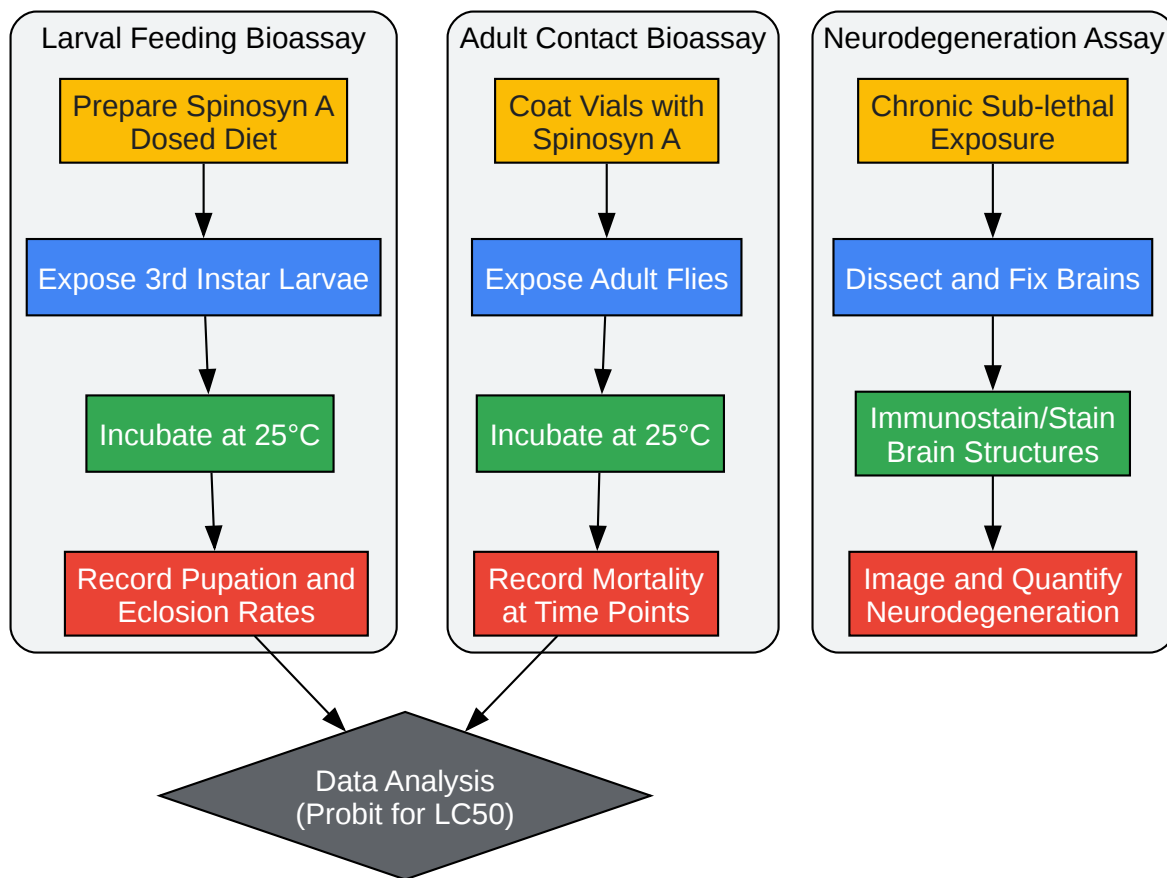 Larval Feeding Bioassay
Prepare Spinosyn A
Dosed Diet
Expose 3rd Instar Larvae
Incubate at 25°C
Record Pupation and
Eclosion Rates
Adult Contact Bioassay
Coat Vials with
Spinosyn A
Expose Adult Flies
Incubate at 25°C
Record Mortality
at Time Points
Neurodegeneration Assay
Chronic Sub-lethal
Exposure
Dissect and Fix Brains
Immunostain/Stain
Brain Structures
Image and Quantify
Neurodegeneration
Data Analysis
(Probit for LC50)